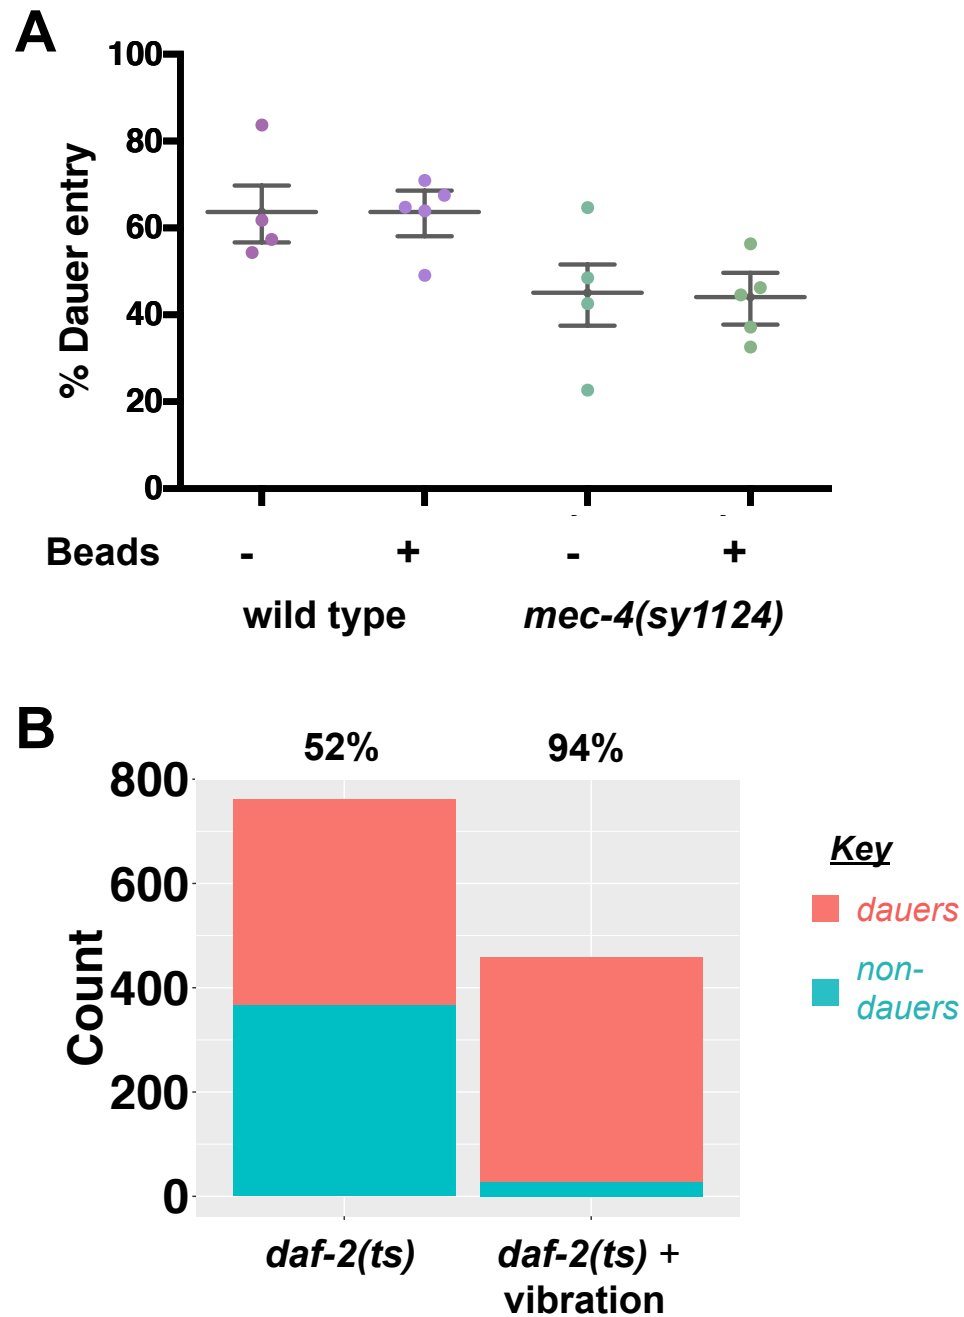 A
100
80
60
40
20
0
% Dauer entry
Beads - + - +
wild type mec-4(sy1124)
B
52% 94%
800
600
400
200
0
Count
Key
dauers
non-
dauers
daf-2(ts) daf-2(ts) +
vibration